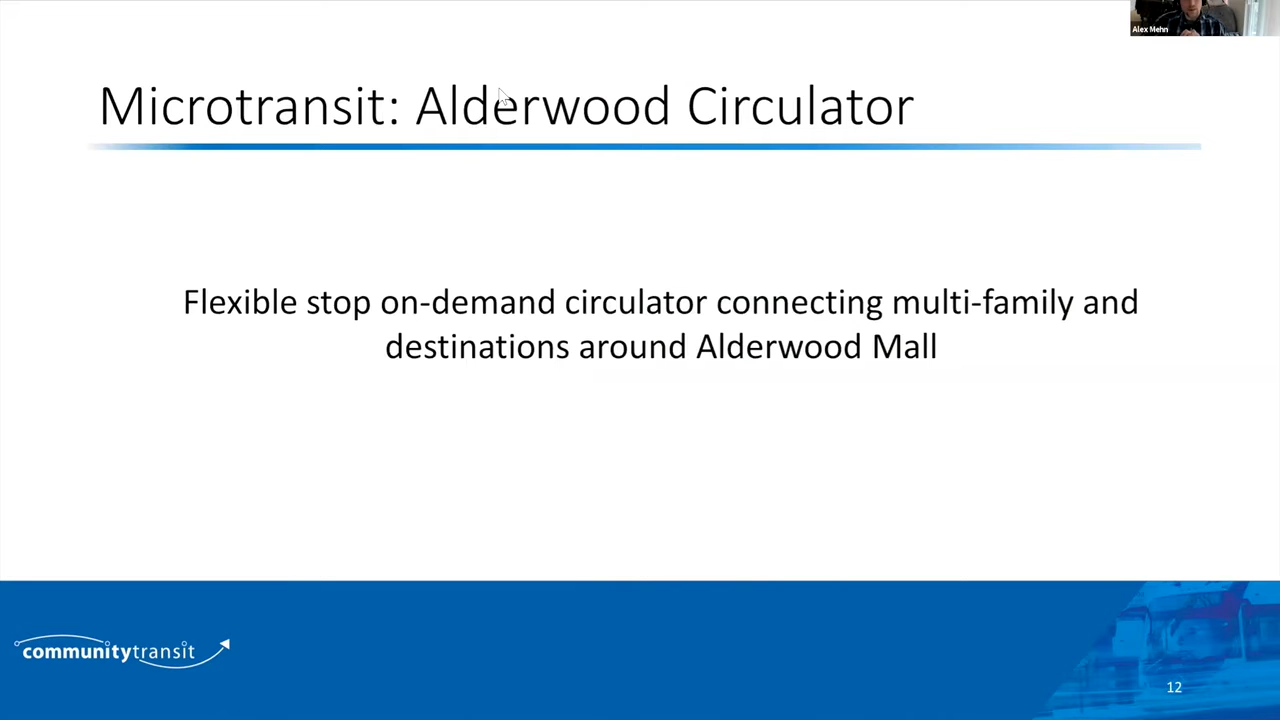 Alex Mehn
Microtransit: Alderwood Circulator
Flexible stop on-demand circulator connecting multi-family and
destinations around Alderwood Mall
communitytransit
12